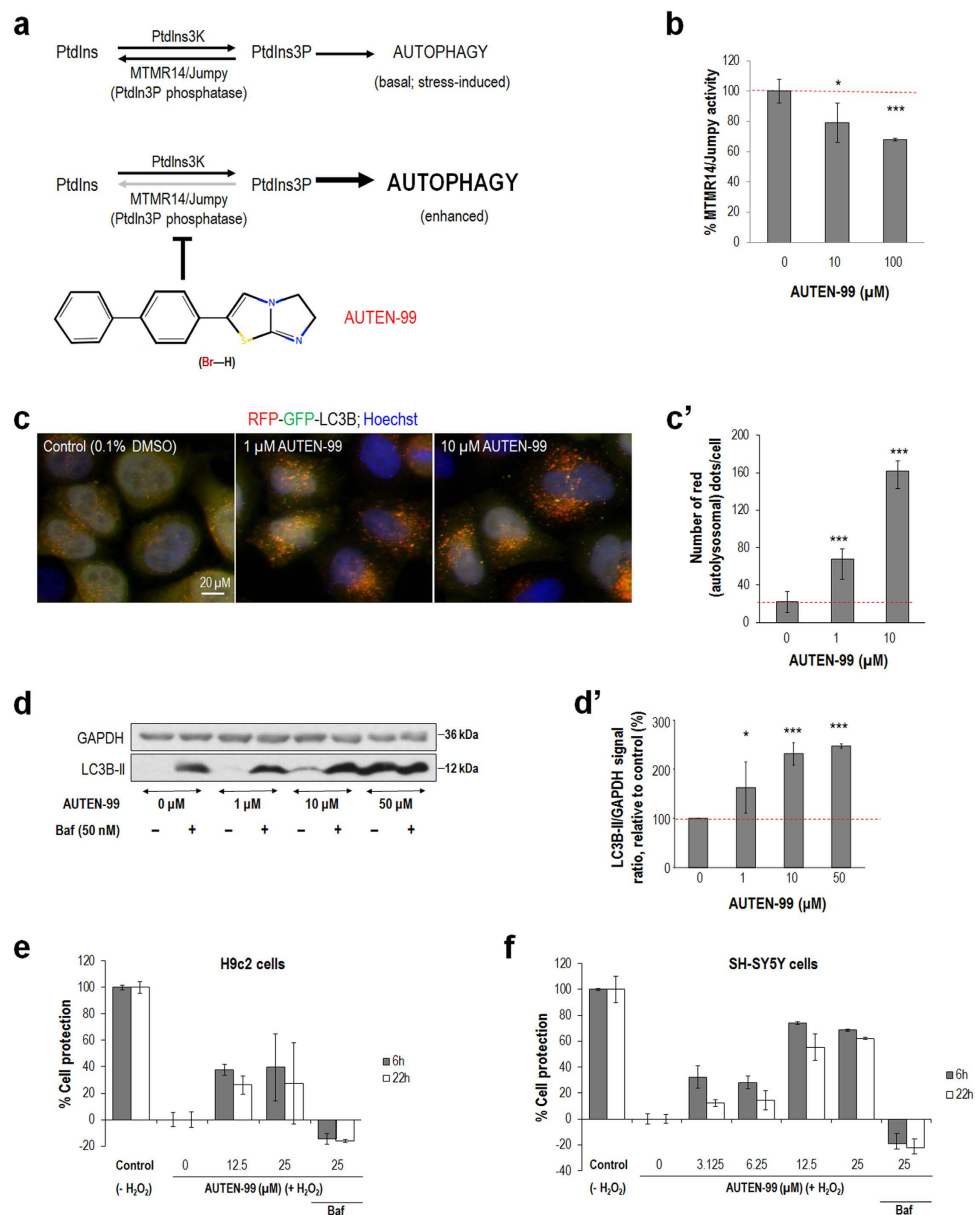 a
PtdIns
PtdIns3K
MTMR14/Jumpy
(PtdIn3P phosphatase)
PtdIns3P
AUTOPHAGY
(basal; stress-induced)
PtdIns
PtdIns3K
MTMR14/Jumpy
(PtdIn3P phosphatase)
PtdIns3P
AUTOPHAGY
(enhanced)
N
S
N
(Br—H)
AUTEN-99
b
% MTMR14/Jumpy activity
120
100
80
60
40
20
0
*
***
0 10 100
AUTEN-99 (µM)
c
RFP-GFP-LC3B; Hoechst
Control (0.1% DMSO)
20 µM
1 µM AUTEN-99
10 µM AUTEN-99
c'
Number of red
(autolysosomal) dots/cell
200
160
120
80
40
0
***
***
0 1 10
AUTEN-99 (µM)
d
GAPDH
36 kDa
LC3B-II
12 kDa
AUTEN-99 0 µM 1 µM 10 µM 50 µM
Baf (50 nM) – + – + – + – +
d'
LC3B-II/GAPDH signal
ratio, relative to control (%)
300
200
100
0
*
***
***
0 1 10 50
AUTEN-99 (µM)
e
H9c2 cells
% Cell protection
120
100
80
60
40
20
0
-20
6h
22h
Control 0 12.5 25 25
(- H₂O₂) AUTEN-99 (µM) (+ H₂O₂)
Baf
f
SH-SY5Y cells
% Cell protection
120
100
80
60
40
20
0
-20
-40
6h
22h
Control 0 3.125 6.25 12.5 25 25
(- H₂O₂) AUTEN-99 (µM) (+ H₂O₂)
Baf